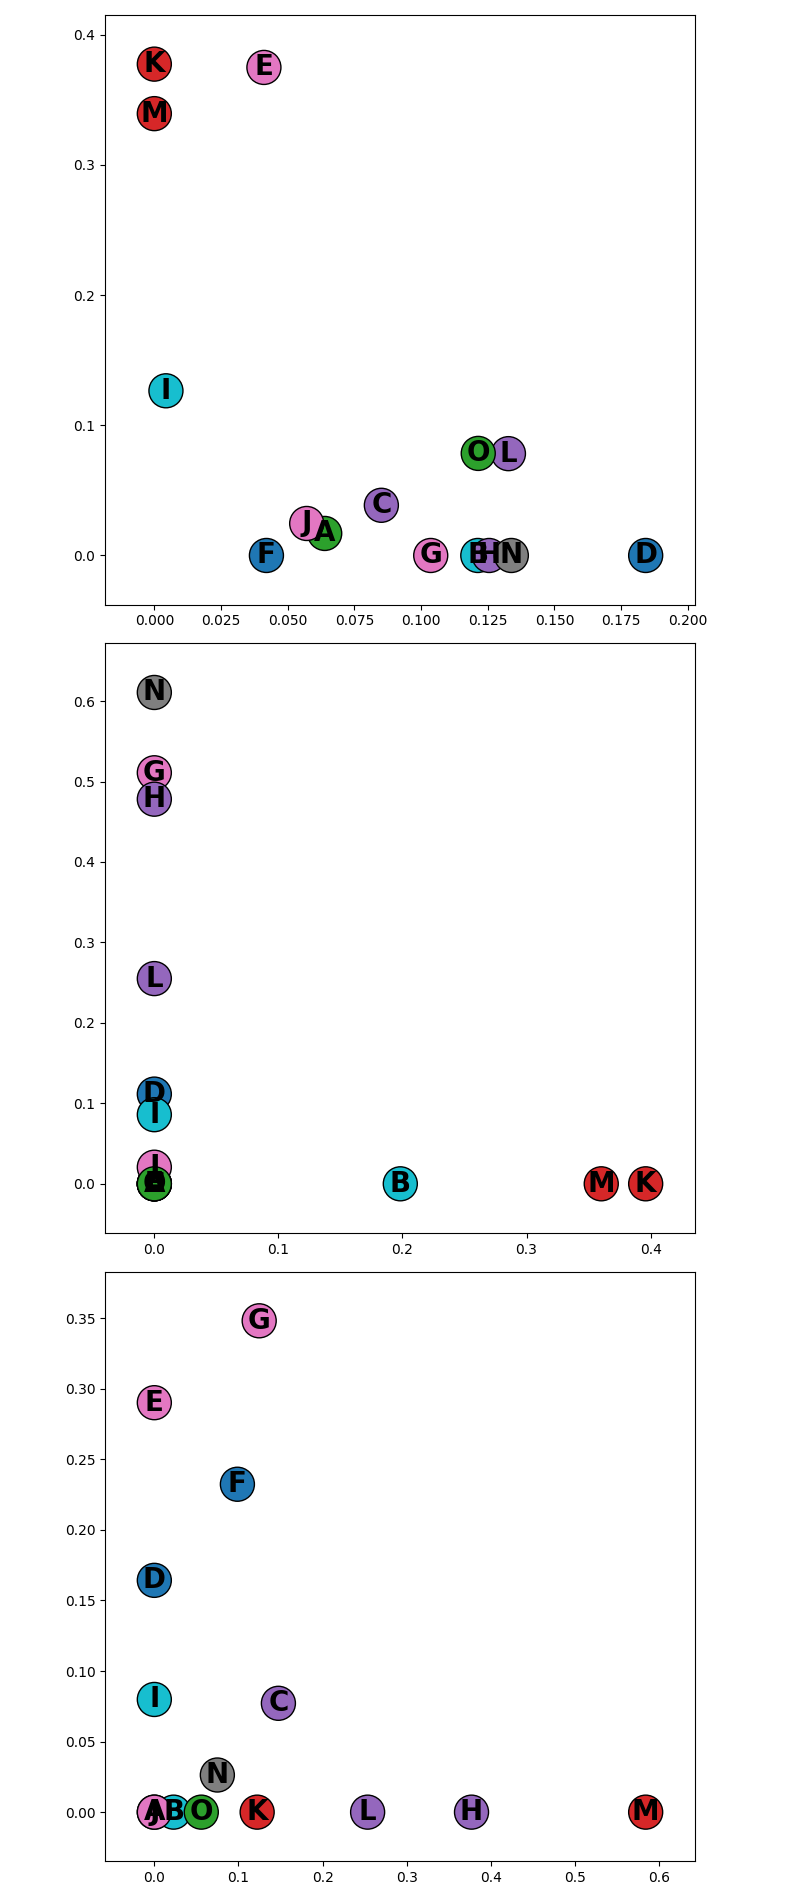 0.4
K
E
M
0.3
0.2
I
0.1
O L
C
J A
0.0
F G B H N D
0.000 0.025 0.050 0.075 0.100 0.125 0.150 0.175 0.200
N
0.6
G
0.5
H
0.4
0.3
L
0.2
D
0.1
I
J
0.0
B M K
0.0 0.1 0.2 0.3 0.4
0.35
G
0.30
E
0.25
F
0.20
D
0.15
0.10
I
C
0.05
N
0.00
A J B O K L H M
0.0 0.1 0.2 0.3 0.4 0.5 0.6